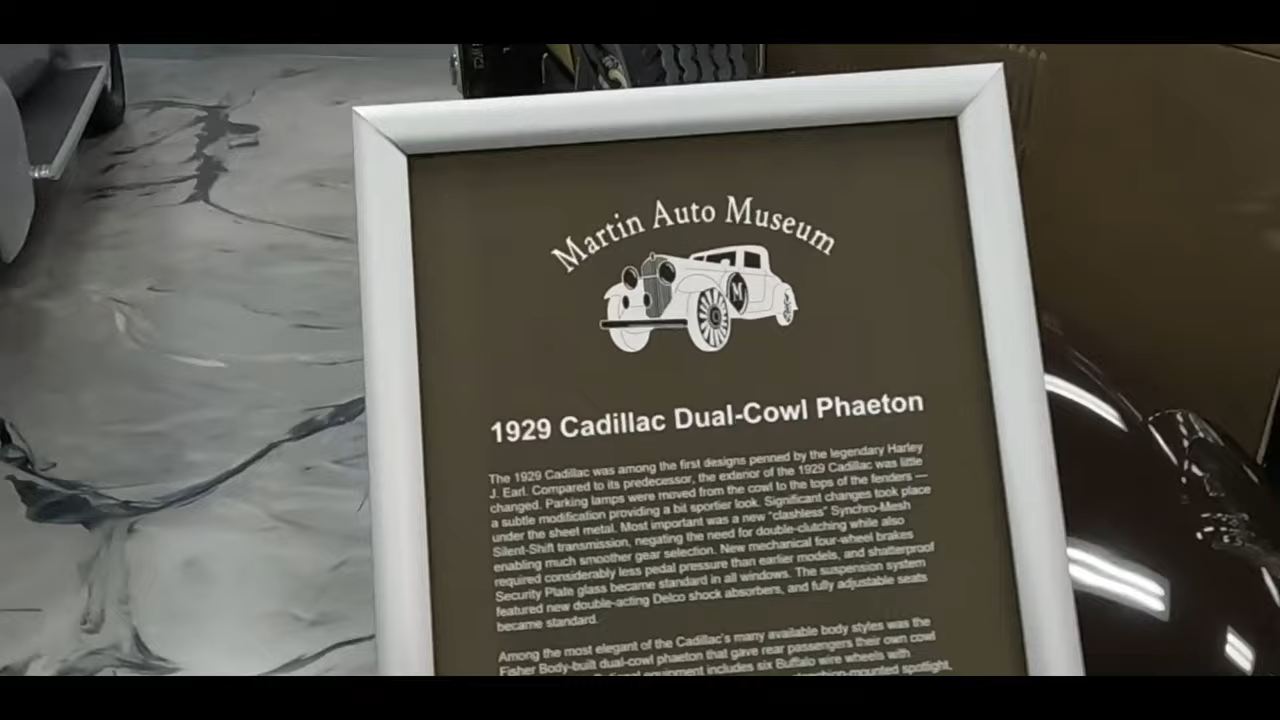 Martin Auto Museum
M
1929 Cadillac Dual-Cowl Phaeton
The 1929 Cadillac was among the first designs penned by the legendary Harley
J. Earl. Compared to its predecessor, the exterior of the 1929 Cadillac was little
changed. Parking lamps were moved from the cowl to the tops of the fenders —
a subtle modification providing a bit sportier look. Significant changes took place
under the sheet metal. Most important was a new "clashless" Synchro-Mesh
Silent-Shift transmission, negating the need for double-clutching while also
enabling much smoother gear selection. New mechanical four-wheel brakes
required considerably less pedal pressure than earlier models, and shatterproof
Security Plate glass became standard in all windows. The suspension system
featured new double-acting Delco shock absorbers, and fully adjustable seats
became standard.
Among the most elegant of the Cadillac's many available body styles was the
Fisher Body-built dual-cowl phaeton that gave rear passengers their own cowl
equipment includes six Buffalo wire wheels with
-mounted spotlight,